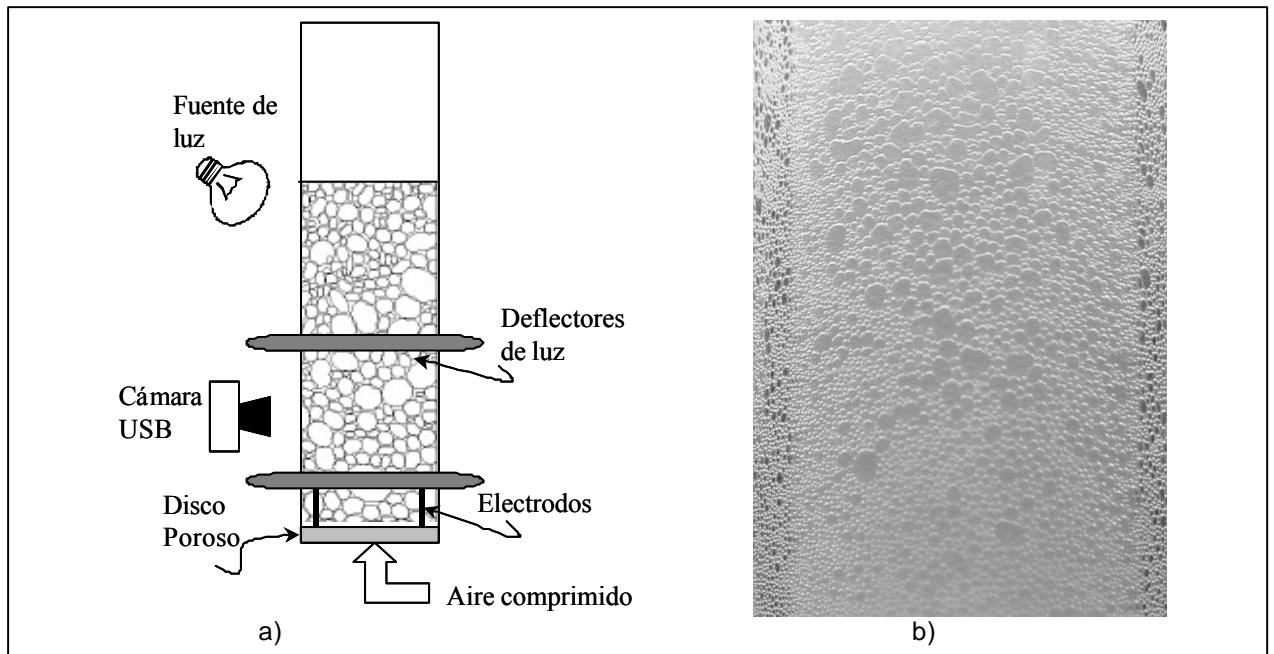 Fuente de
luz
Deflectores
de luz
Cámara
USB
Disco
Poroso
Electrodos
Aire comprimido
a)
b)